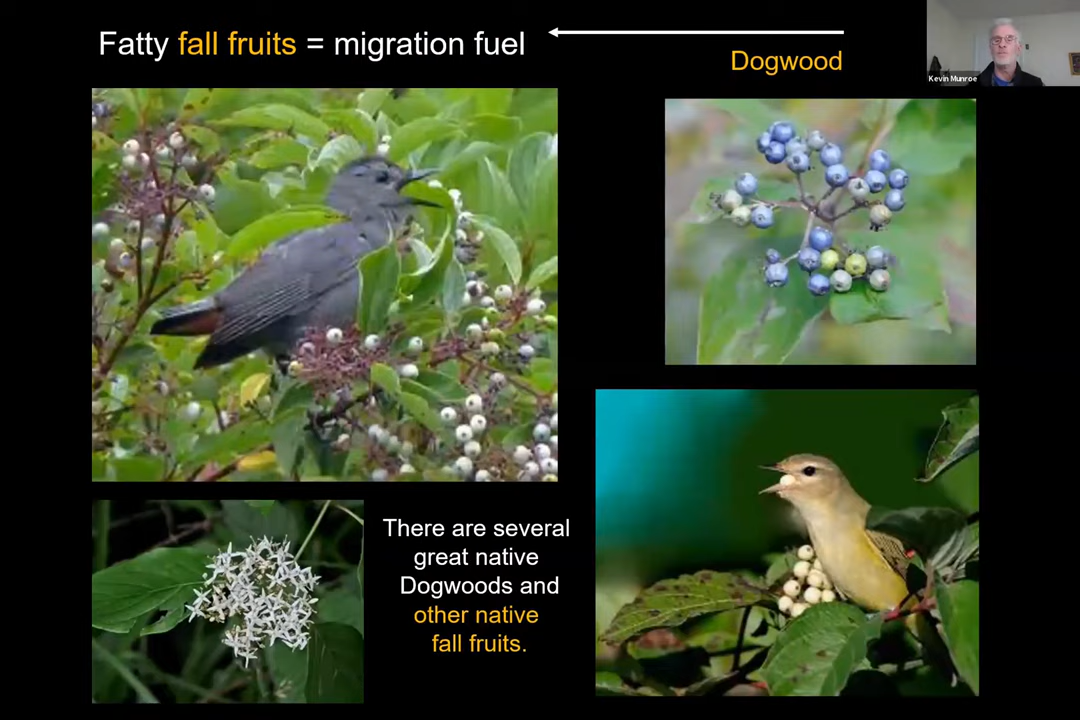 Fatty fall fruits = migration fuel
Dogwood
Kevin Munroe
There are several
great native
Dogwoods and
other native
fall fruits.